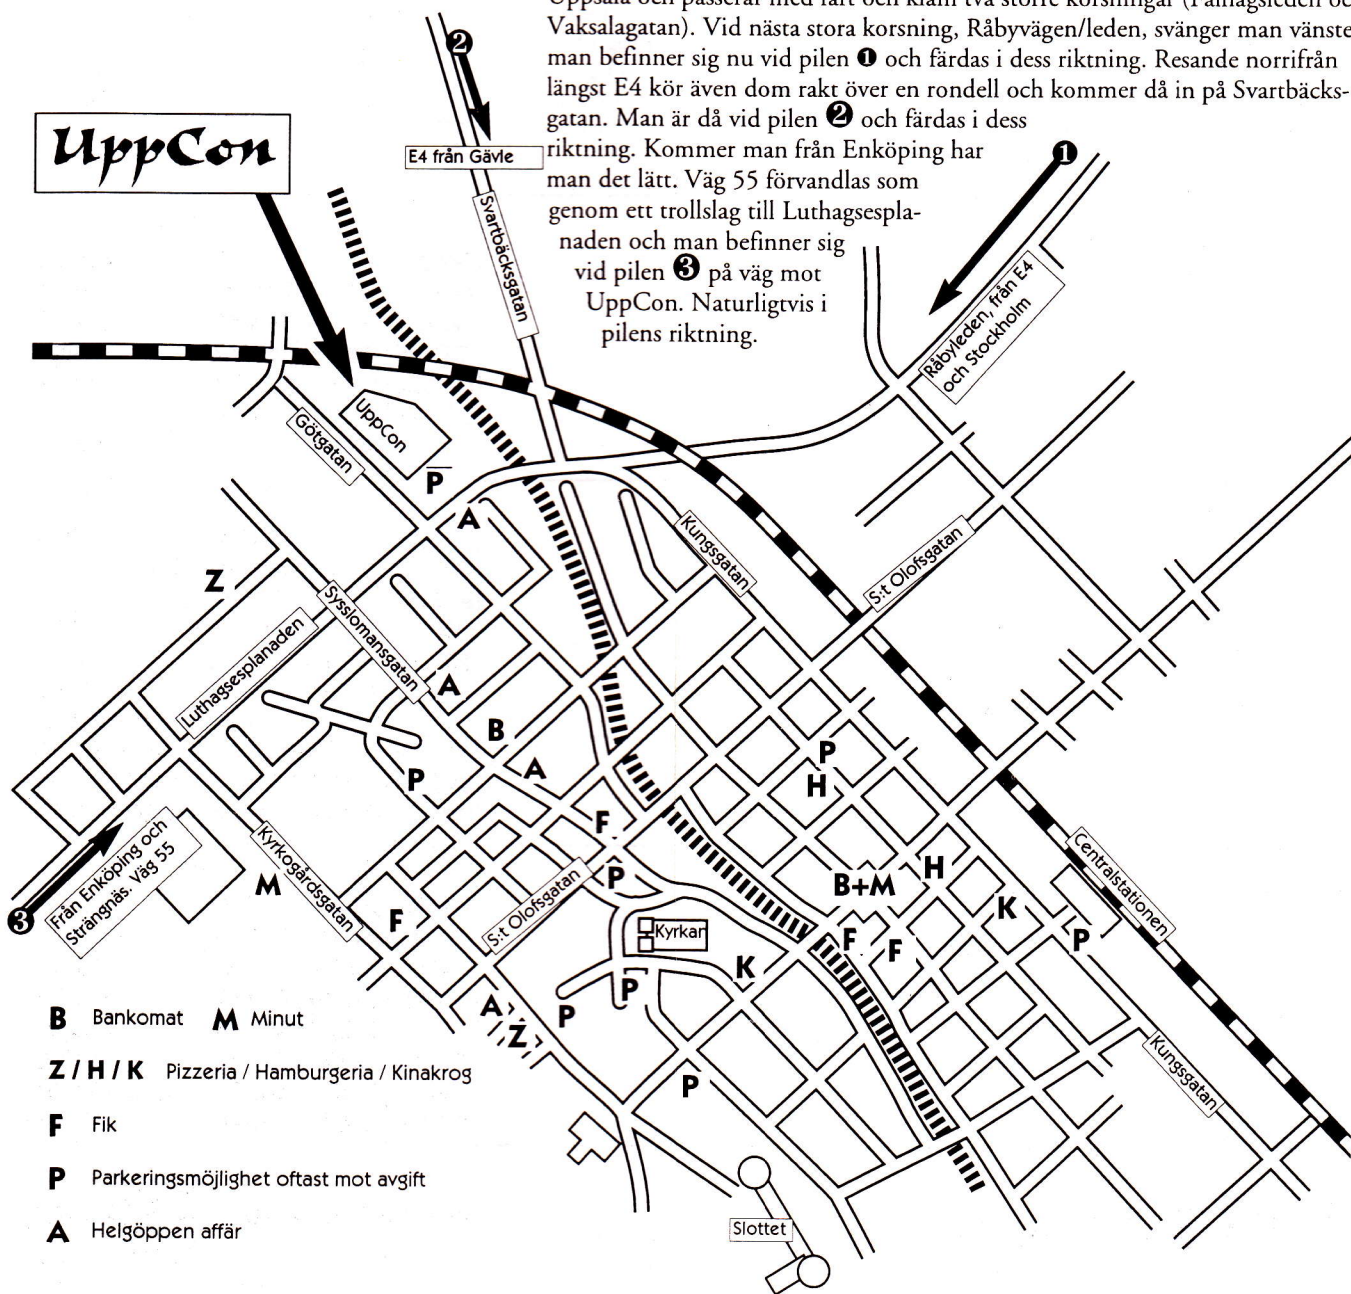 Uppsala och passerar med fart och kläm två större korsningar (Fålhagsleden oc
Vaksalagatan). Vid nästa stora korsning, Råbyvägen/leden, svänger man vänste
man befinner sig nu vid pilen ❶ och färdas i dess riktning. Resande norrifrån
längst E4 kör även dom rakt över en rondell och kommer då in på Svartbäcks-
gatan. Man är då vid pilen ❷ och färdas i dess
riktning. Kommer man från Enköping har
man det lätt. Väg 55 förvandlas som
genom ett trollslag till Luthagsespla-
naden och man befinner sig
vid pilen ❸ på väg mot
UppCon. Naturligtvis i
pilens riktning.
❷
UppCon
E4 från Gävle
❶
Svartbäcksgatan
Råbyleden, från E4
och Stockholm
UppCon
Götgatan
P
A
Kungsgatan
S:t Olofsgatan
Z
Sysslomansgatan
Luthagsesplanaden
A
B
A
P
P
H
F
Kyrkogårdsgatan
Från Enköping och
Strängnäs. Väg 55
❸
M
F
S:t Olofsgatan
P
Kyrkan
B+M
H
K
Centralstationen
F
F
P
K
P
A
Z
P
P
Kungsgatan
Slottet
B Bankomat M Minut
Z / H / K Pizzeria / Hamburgeria / Kinakrog
F Fik
P Parkeringsmöjlighet oftast mot avgift
A Helgöppen affär